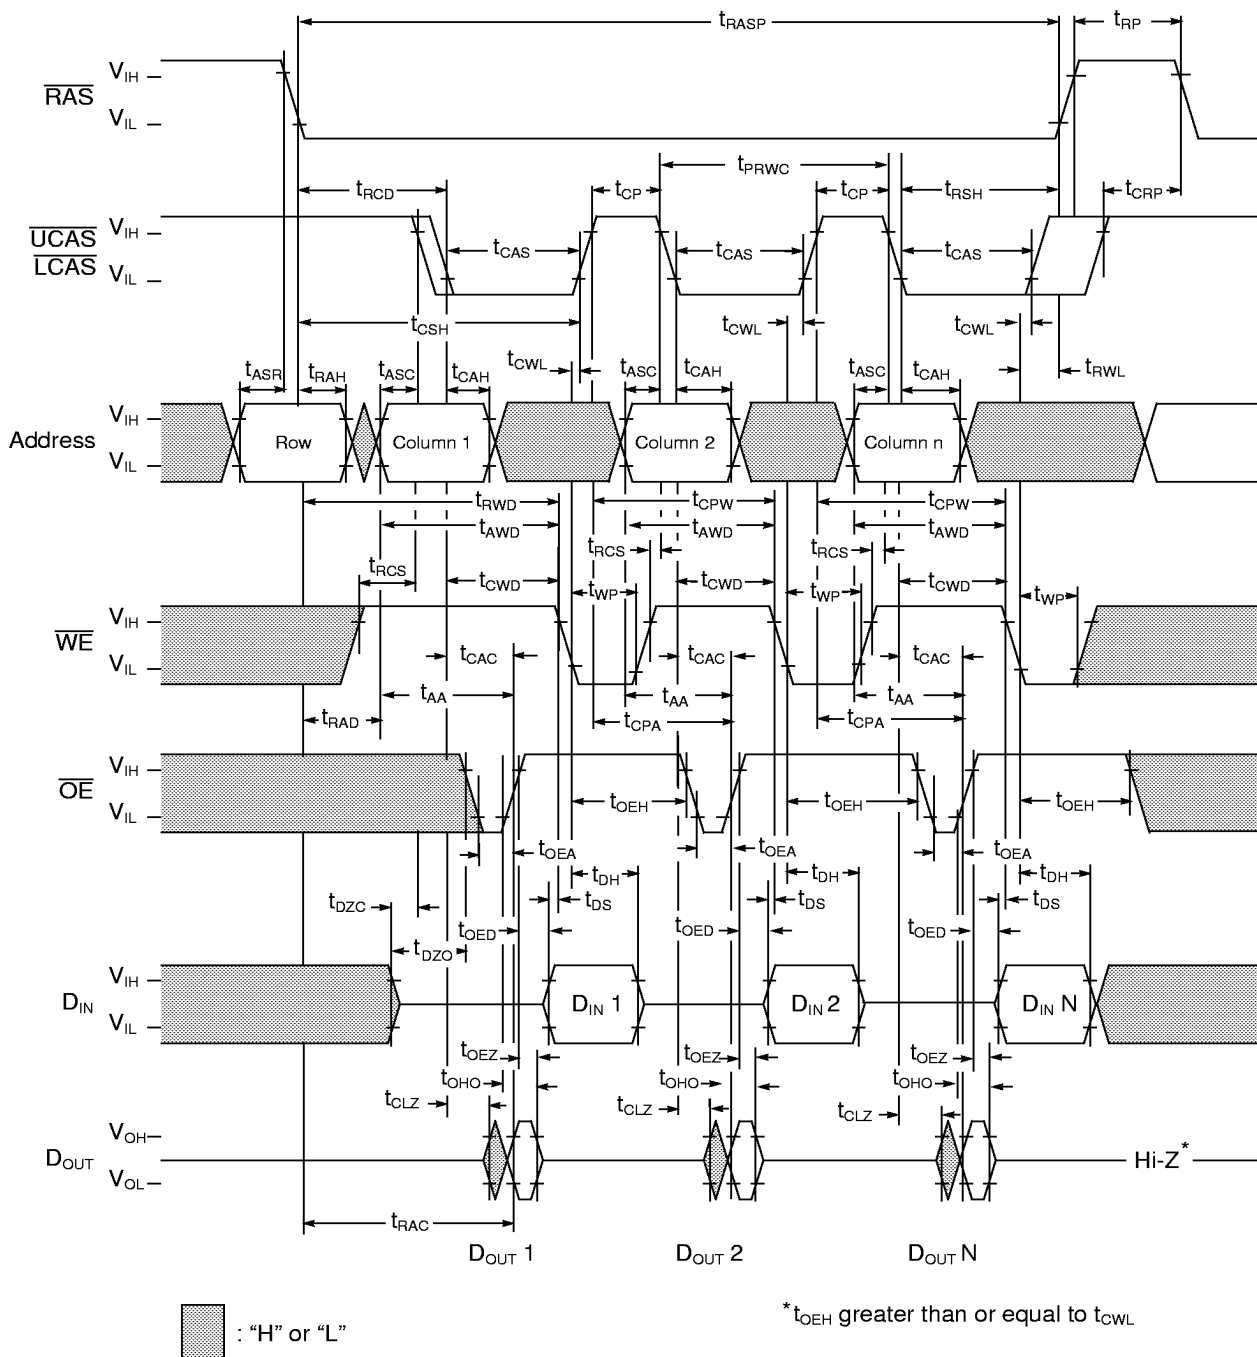 tRASP tRP
VIH
RAS
VIL
tPRWC
tRCD tCP tCP tRSH tCRP
UCAS VIH
LCAS VIL
tCAS tCAS tCAS
tCSH tCWL tCWL
tASR tRAH tASC tCAH tCWL tASC tCAH tASC tCAH tRWL
VIH
Address Row Column 1 Column 2 Column n
VIL
tRWD tCPW tCPW
tAWD tAWD tAWD
tRCS tRCS
tRCS tCWD tWP tCWD tWP tCWD tWP
VIH
WE
VIL
tCAC tCAC tCAC
tAA tAA tAA
tRAD tCPA tCPA
VIH
OE
VIL
tOEH tOEH tOEH
tOEA tOEA tOEA
tDH tDH tDH
tDZC tDS tDS tDS
tOED tOED tOED
tDZO
VIH
DIN DIN 1 DIN 2 DIN N
VIL
tOEZ tOEZ tOEZ
tOHO tOHO tOHO
tCLZ tCLZ tCLZ
VOH
DOUT Hi-Z*
VOL
tRAC
DOUT 1 DOUT 2 DOUT N
: “H” or “L”
*tOEH greater than or equal to tCWL